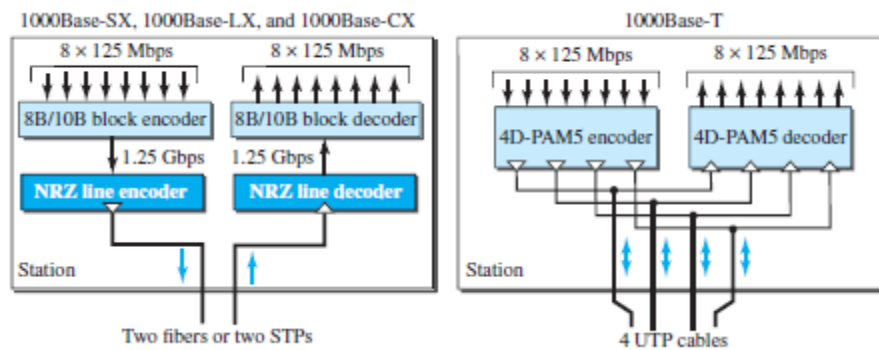 1000Base-SX, 1000Base-LX, and 1000Base-CX
8 × 125 Mbps
8 × 125 Mbps
8B/10B block encoder
8B/10B block decoder
1.25 Gbps
1.25 Gbps
NRZ line encoder
NRZ line decoder
Station
Two fibers or two STPs
1000Base-T
8 × 125 Mbps
8 × 125 Mbps
4D-PAM5 encoder
4D-PAM5 decoder
Station
4 UTP cables